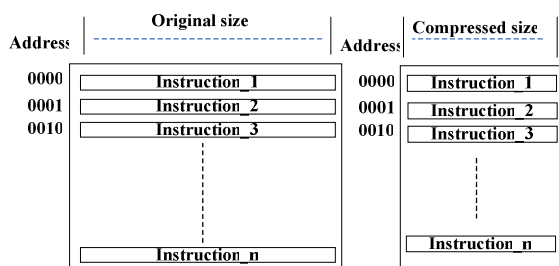 Original size
Address
0000 Instruction_1
0001 Instruction_2
0010 Instruction_3
Instruction_n
Compressed size
Address
0000 Instruction_1
0001 Instruction_2
0010 Instruction_3
Instruction_n